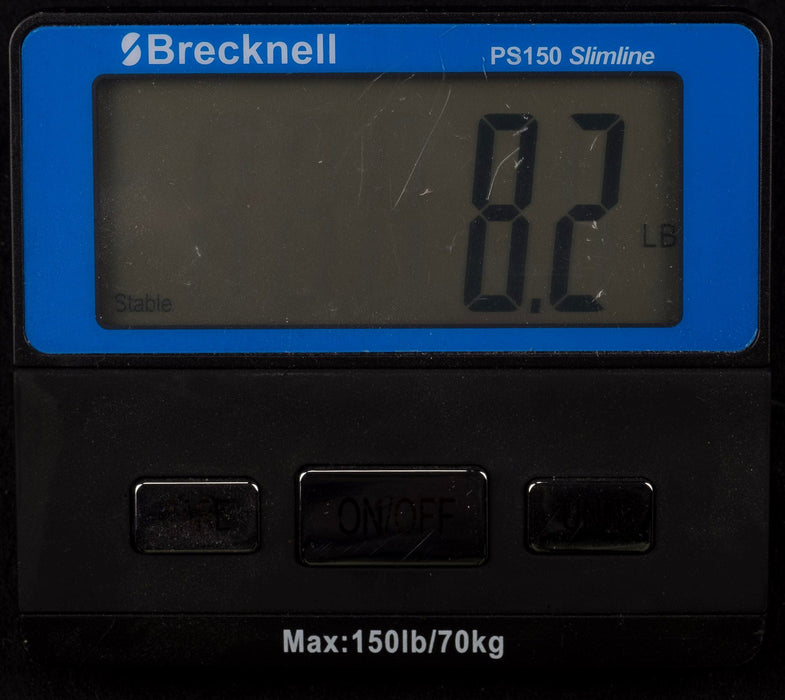 Brecknell
PS150 Slimline
8.2
LB
Stable
ON/OFF
Max:150lb/70kg